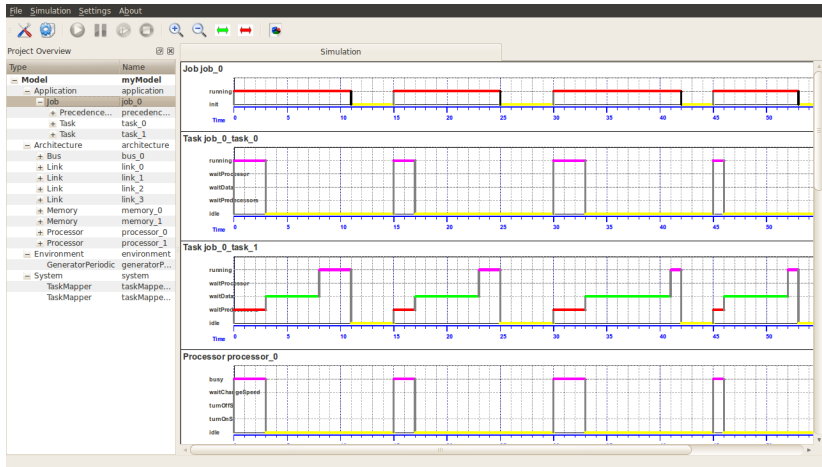 File Simulation Settings About
Project Overview
Simulation
Type Name
Model myModel
Application application
Job job_0
Precedence... precedenc...
Task task_0
Task task_1
Architecture architecture
Bus bus_0
Link link_0
Link link_1
Link link_2
Link link_3
Memory memory_0
Memory memory_1
Processor processor_0
Processor processor_1
Environment environment
GeneratorPeriodic generatorP...
System system
TaskMapper taskMappe...
TaskMapper taskMappe...
Job job_0
running
init
Time 0 5 10 15 20 25 30 35 40 45 50
Task job_0_task_0
running
waitProcessor
waitData
waitPredecessors
idle
Time 0 5 10 15 20 25 30 35 40 45 50
Task job_0_task_1
running
waitProcessor
waitData
waitPredecessors
idle
Time 0 5 10 15 20 25 30 35 40 45 50
Processor processor_0
busy
waitChangeSpeed
turnOffS
turnOnS
idle